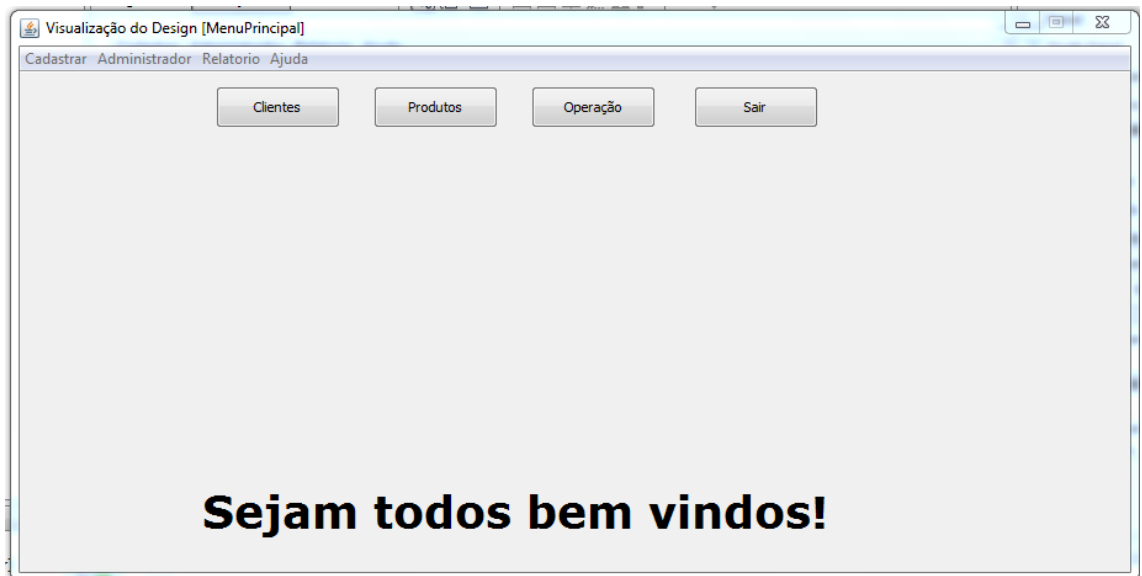 Visualização do Design [MenuPrincipal]
Cadastrar Administrador Relatorio Ajuda
Clientes Produtos Operação Sair
Sejam todos bem vindos!